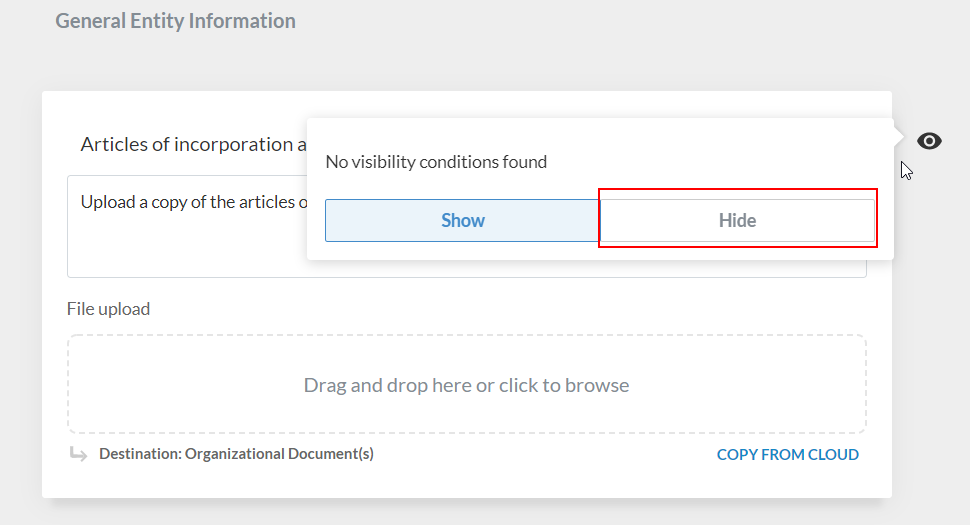 General Entity Information
Articles of incorporation a
No visibility conditions found
Upload a copy of the articles o
Show
Hide
File upload
Drag and drop here or click to browse
Destination: Organizational Document(s)
COPY FROM CLOUD